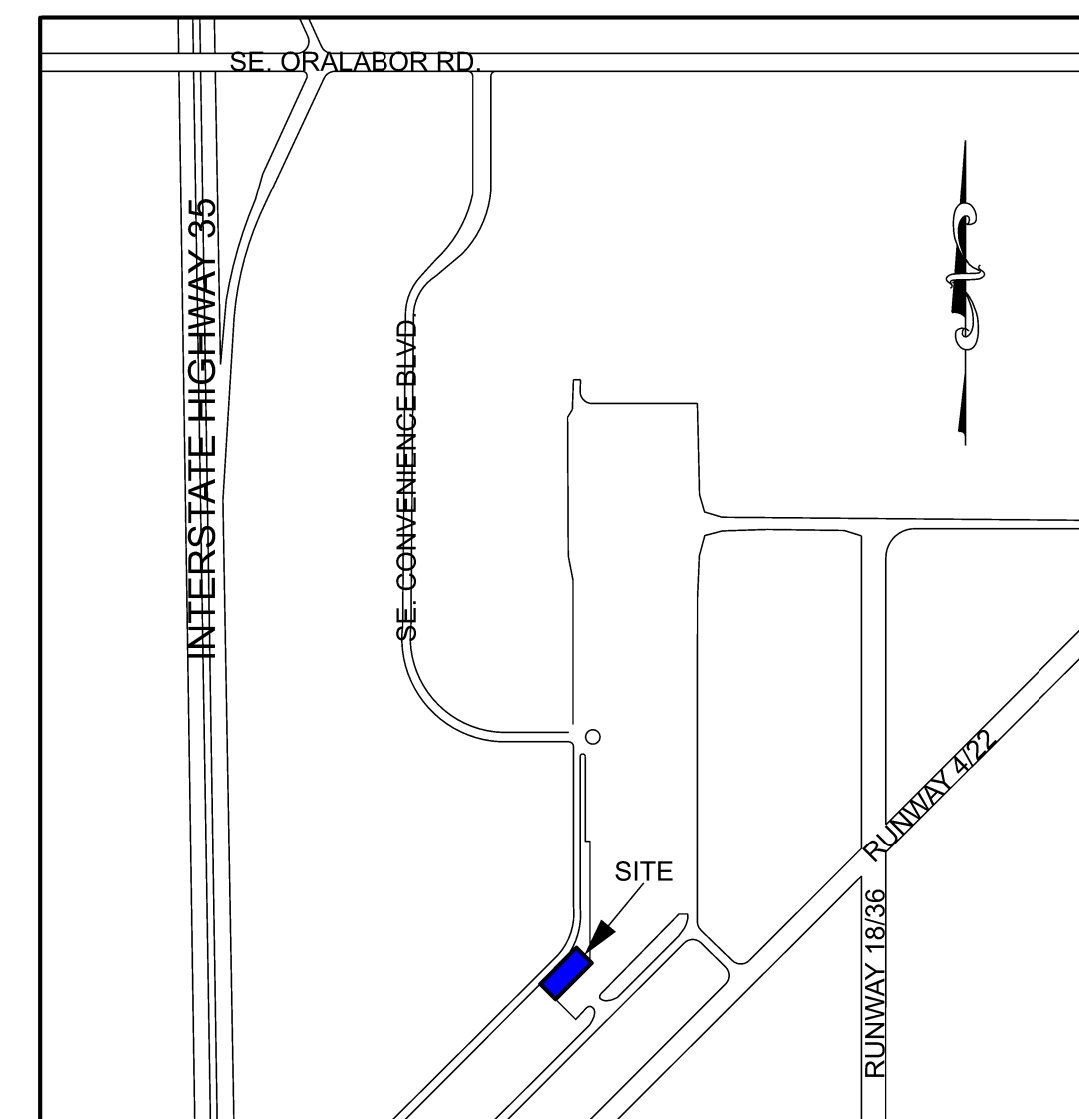 SE. ORALABOR RD.
INTERSTATE HIGHWAY 35
SE. CONVENIENCE BLVD.
RUNWAY 4/22
SITE
RUNWAY 18/36